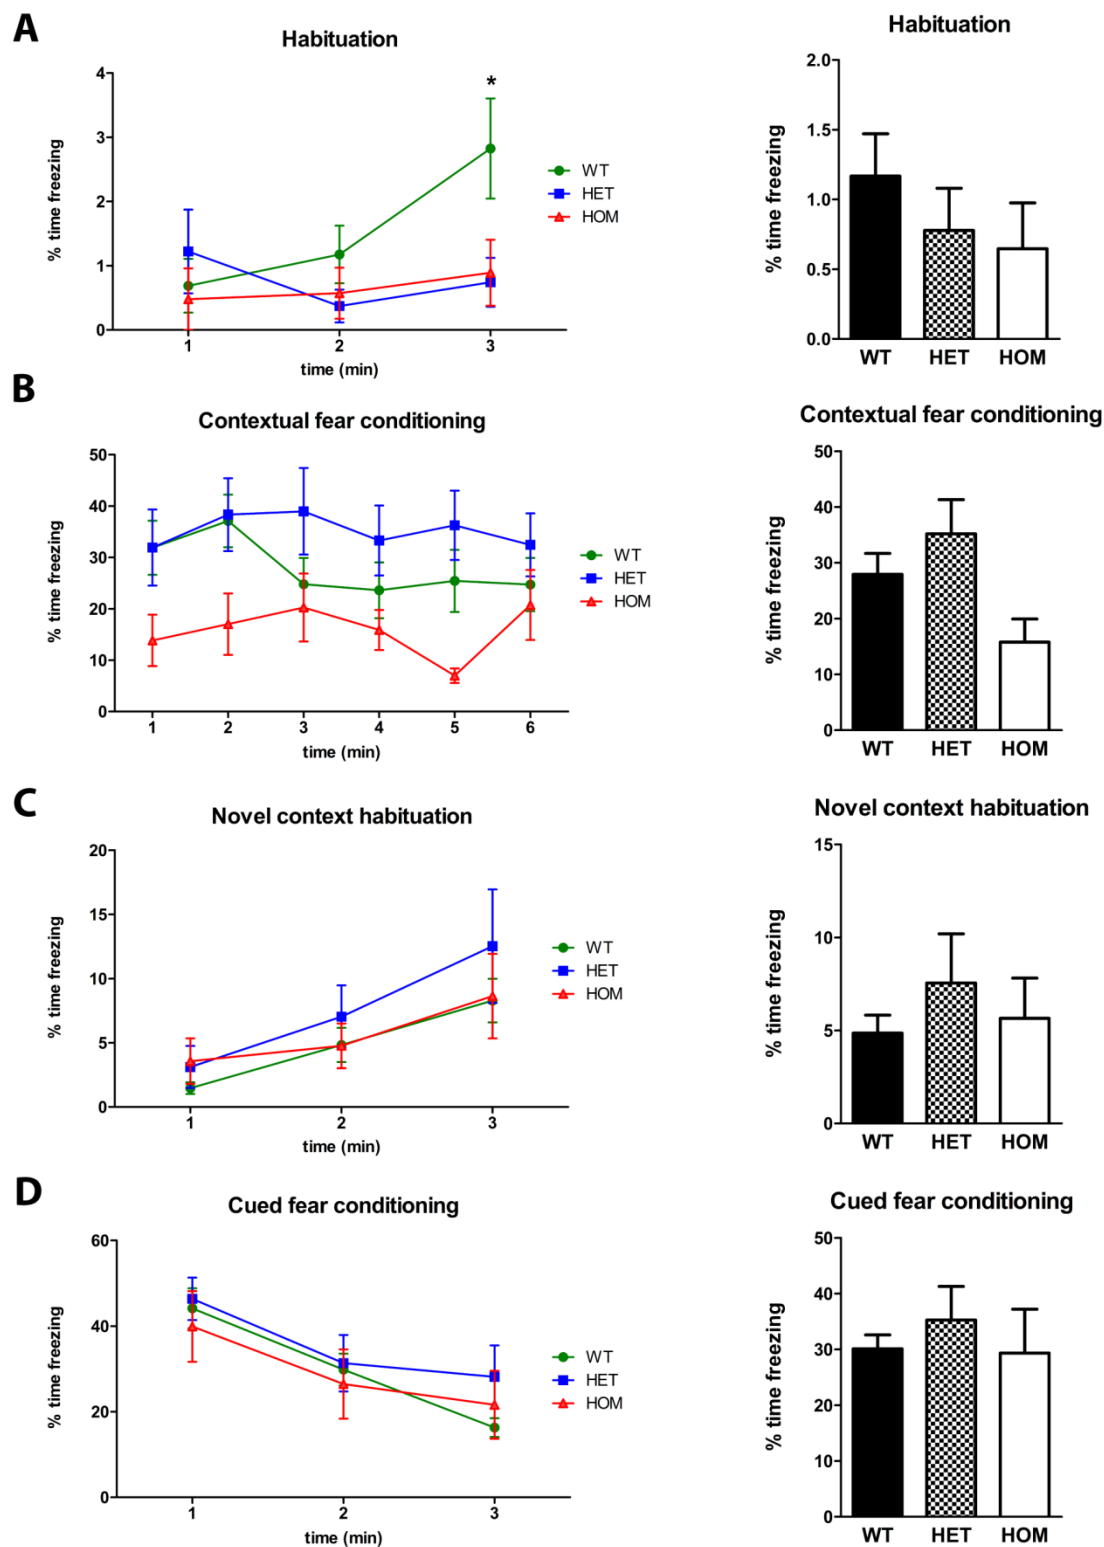 A
Habituation
4
3
2
1
0
% time freezing
1 2 3
time (min)
*
WT
HET
HOM
Habituation
2.0
1.5
1.0
0.5
0.0
% time freezing
WT HET HOM
B
Contextual fear conditioning
50
40
30
20
10
0
% time freezing
1 2 3 4 5 6
time (min)
WT
HET
HOM
Contextual fear conditioning
50
40
30
20
10
0
% time freezing
WT HET HOM
C
Novel context habituation
20
15
10
5
0
% time freezing
1 2 3
time (min)
WT
HET
HOM
Novel context habituation
15
10
5
0
% time freezing
WT HET HOM
D
Cued fear conditioning
60
40
20
0
% time freezing
1 2 3
time (min)
WT
HET
HOM
Cued fear conditioning
50
40
30
20
10
0
% time freezing
WT HET HOM